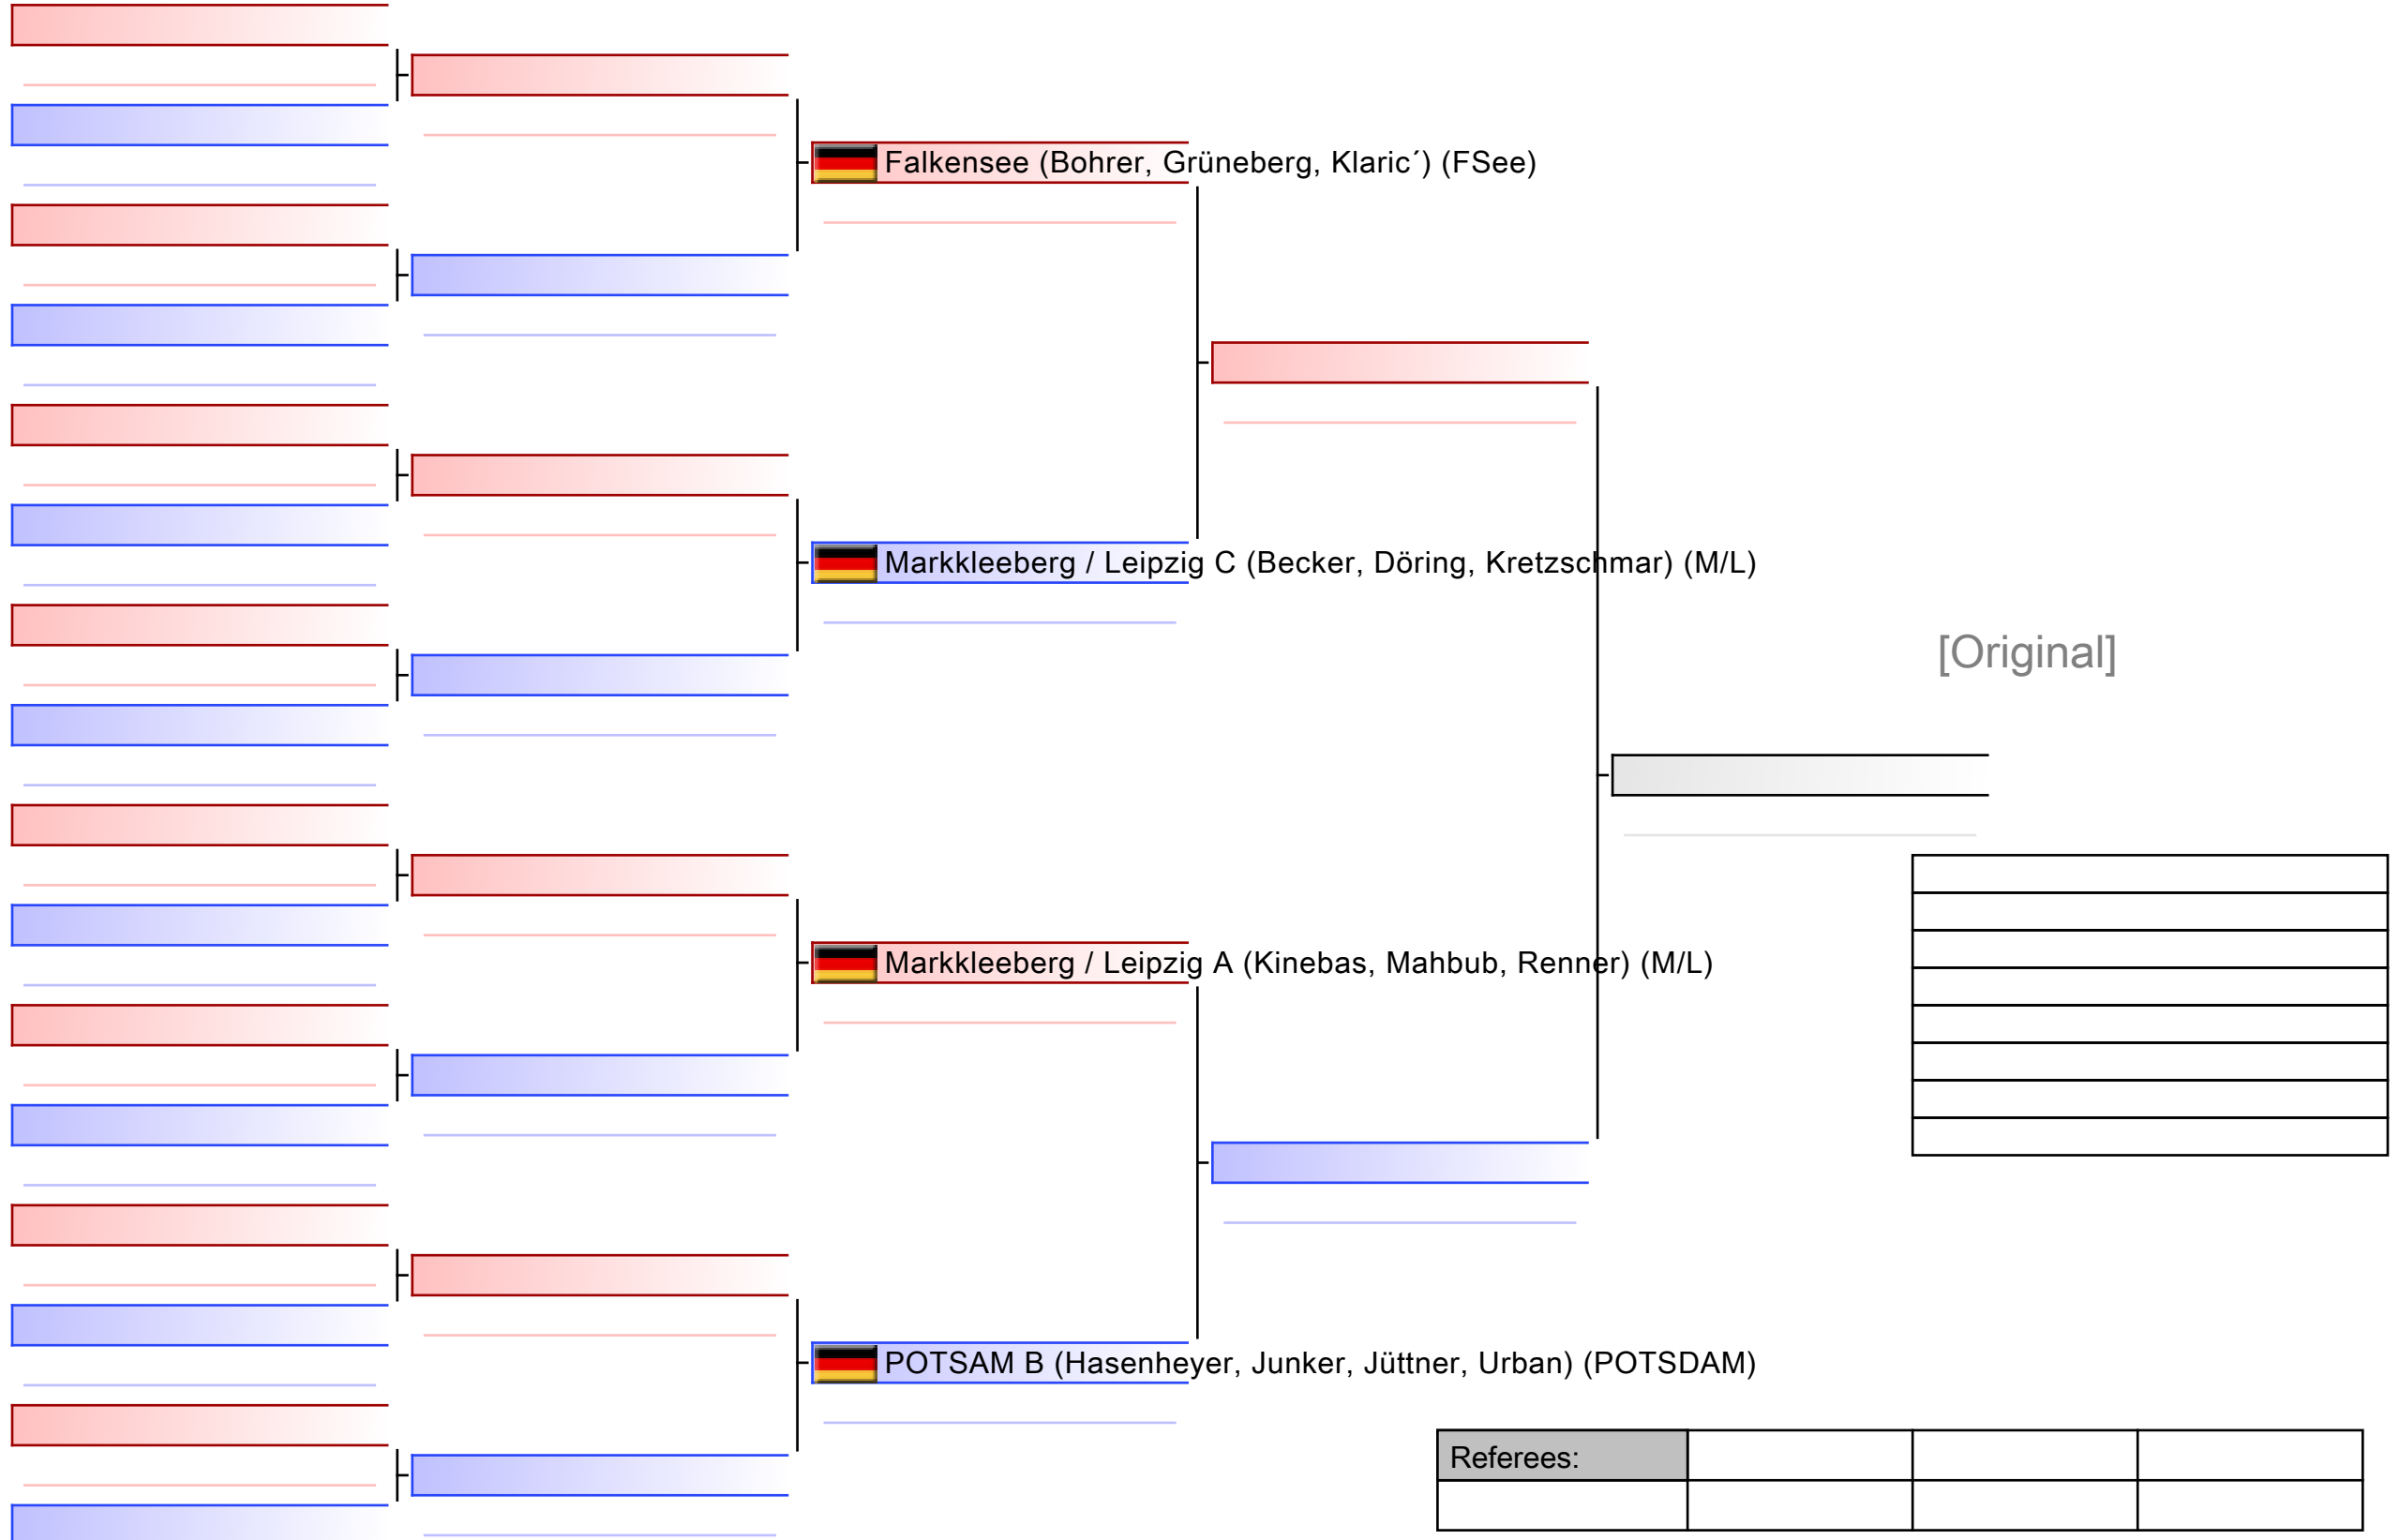 Falkensee (Bohrer, Grüneberg, Klaric´) (FSee)
Markkleeberg / Leipzig C (Becker, Döring, Kretzschmar) (M/L)
[Original]
Markkleeberg / Leipzig A (Kinebas, Mahbub, Renner) (M/L)
POTSAM B (Hasenheyer, Junker, Jüttner, Urban) (POTSDAM)
Referees: